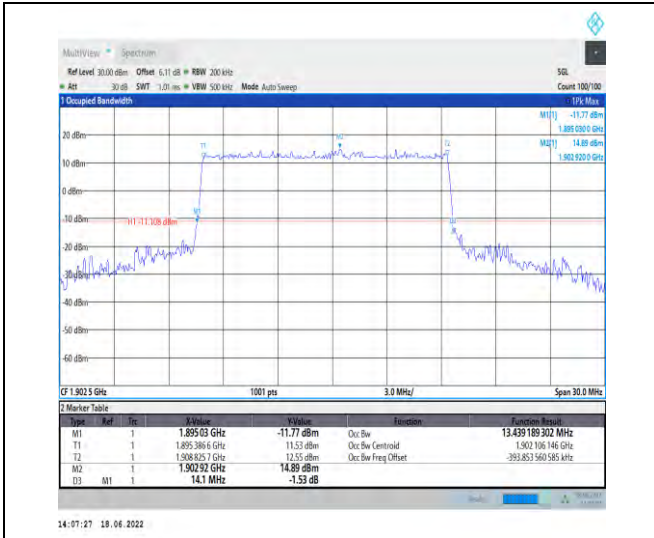 MultiView Spectrum
Ref Level 30.00 dBm Offset 6.11 dB RBW 200 kHz SGL
Att 30 dB SWT 1.01 ms VBW 500 kHz Mode Auto Sweep Count 100/100
1 Occupied Bandwidth 1Pk Max
M1[1] -11.77 dBm
1.895 030 0 GHz
M2[1] 14.89 dBm
1.902 920 0 GHz
20 dBm
T1 M2 T2
10 dBm
0 dBm
M1
-10 dBm H1 -11.108 dBm
D3
-20 dBm
-30 dBm
-40 dBm
-50 dBm
-60 dBm
CF 1.902 5 GHz 1001 pts 3.0 MHz/ Span 30.0 MHz
2 Marker Table
Type Ref Trc X-Value Y-Value Function Function Result
M1 1 1.895 03 GHz -11.77 dBm Occ Bw 13.439 189 302 MHz
T1 1 1.895 386 6 GHz 11.53 dBm Occ Bw Centroid 1.902 106 146 GHz
T2 1 1.908 825 7 GHz 12.55 dBm Occ Bw Freq Offset -393.853 560 585 kHz
M2 1 1.902 92 GHz 14.89 dBm
D3 M1 1 14.1 MHz -1.53 dB
14:07:27 18.06.2022